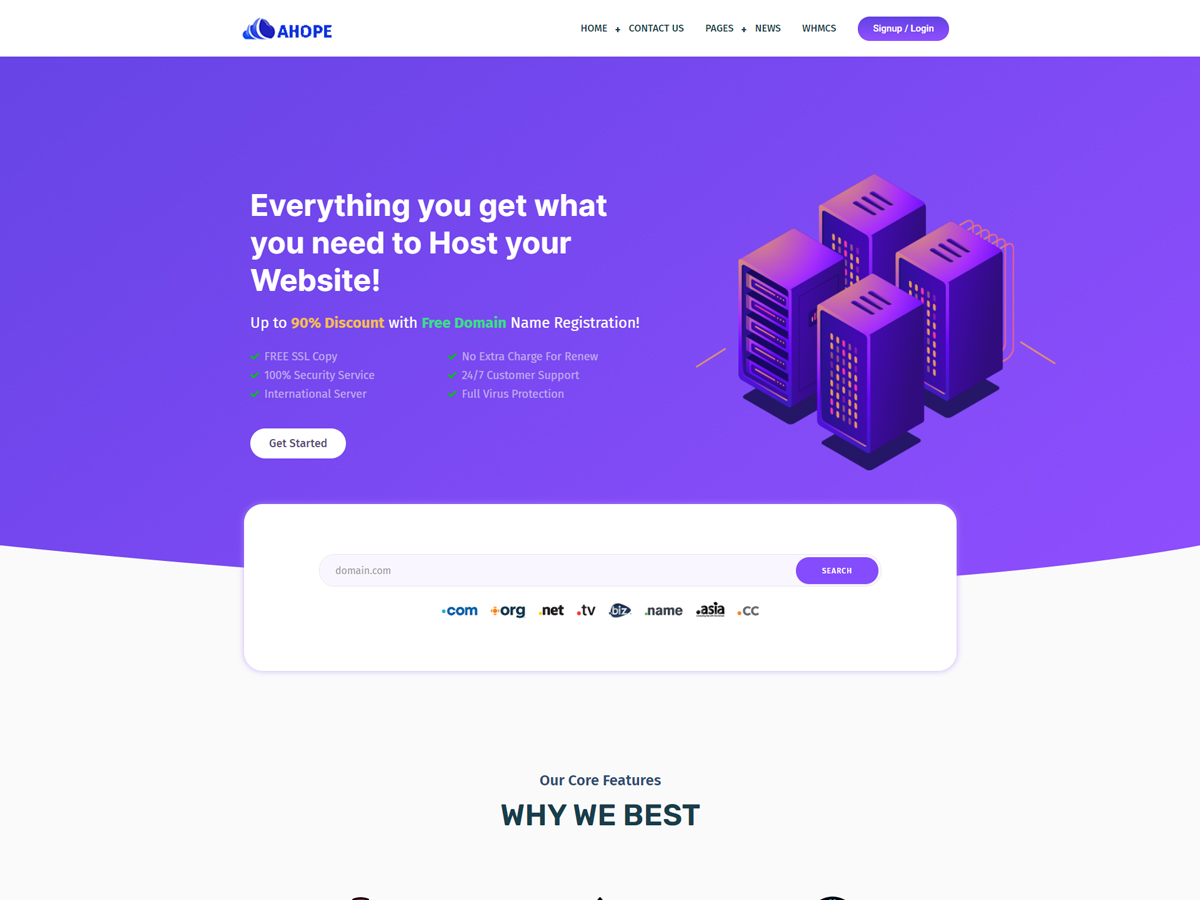 AHOPE
HOME + CONTACT US PAGES + NEWS WHMCS Signup / Login
Everything you get what
you need to Host your
Website!
Up to 90% Discount with Free Domain Name Registration!
FREE SSL Copy
No Extra Charge For Renew
100% Security Service
24/7 Customer Support
International Server
Full Virus Protection
Get Started
domain.com SEARCH
.com .org .net .tv .biz .name .asia .cc
Our Core Features
WHY WE BEST